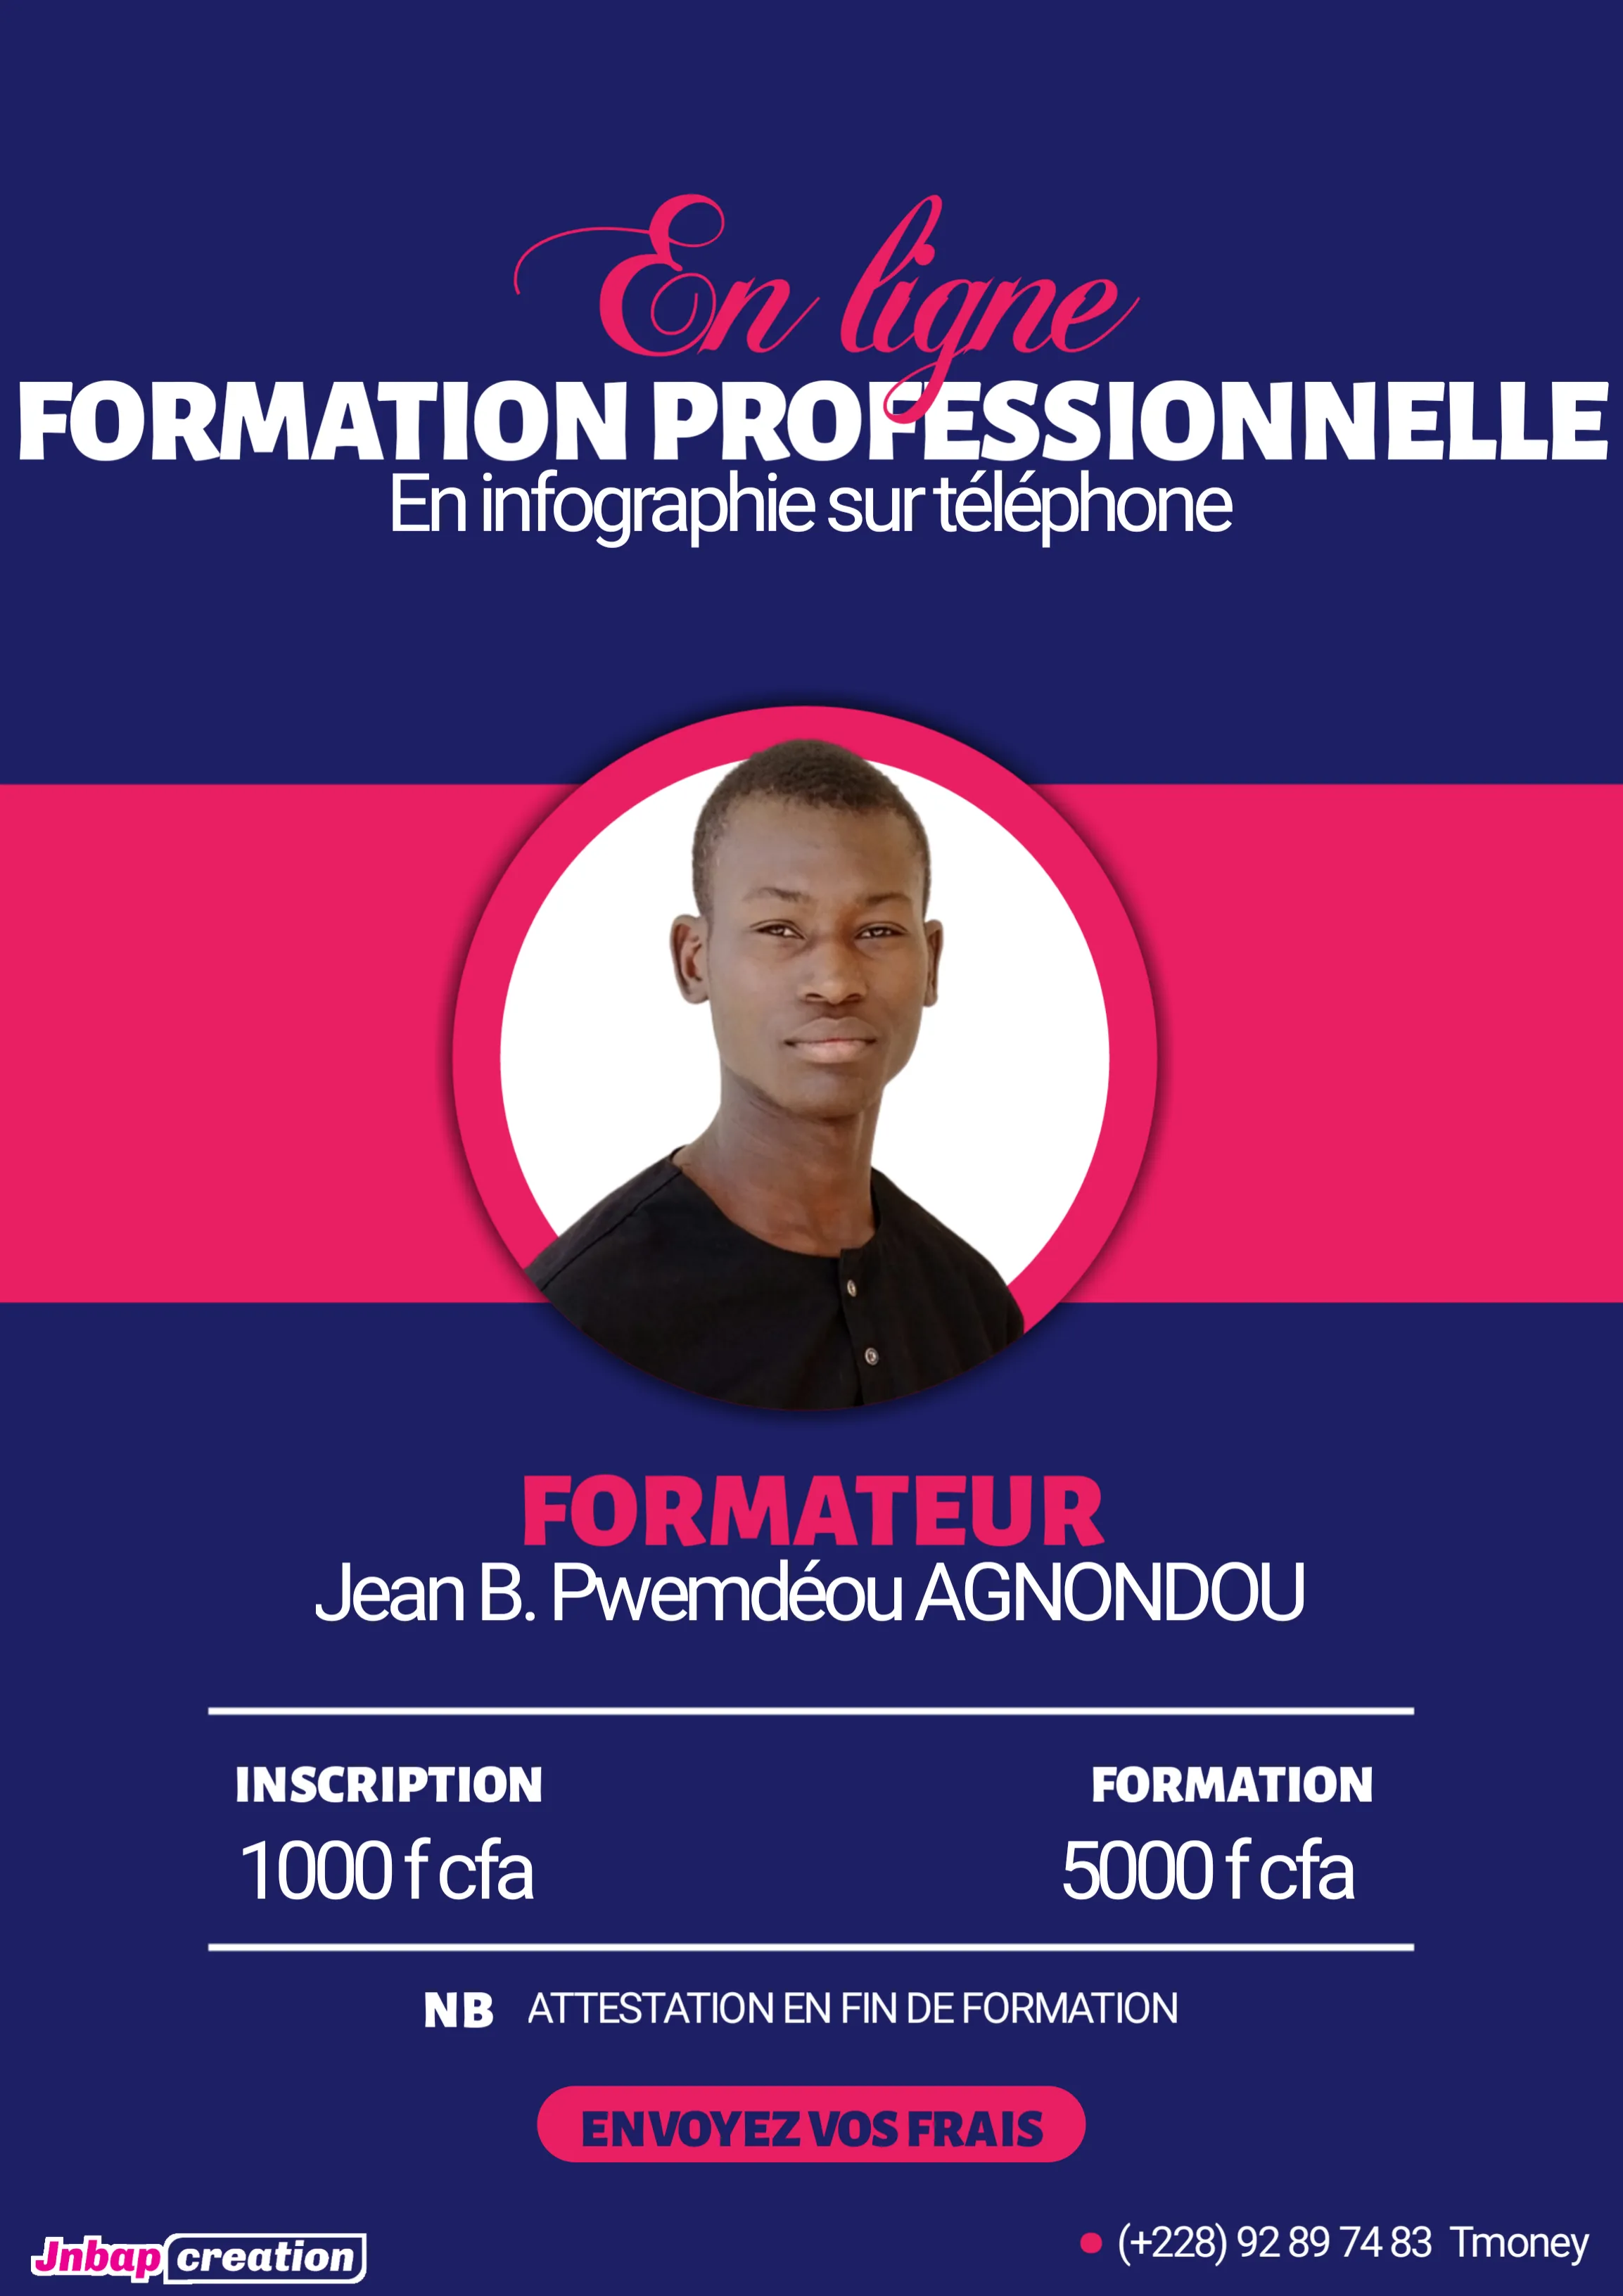 En ligne
FORMATION PROFESSIONNELLE
En infographie sur téléphone
FORMATEUR
Jean B. Pwemdéou AGNONDOU
INSCRIPTION
1000 f cfa
FORMATION
5000 f cfa
NB ATTESTATION EN FIN DE FORMATION
ENVOYEZ VOS FRAIS
Jnbap creation
(+228) 92 89 74 83 Tmoney